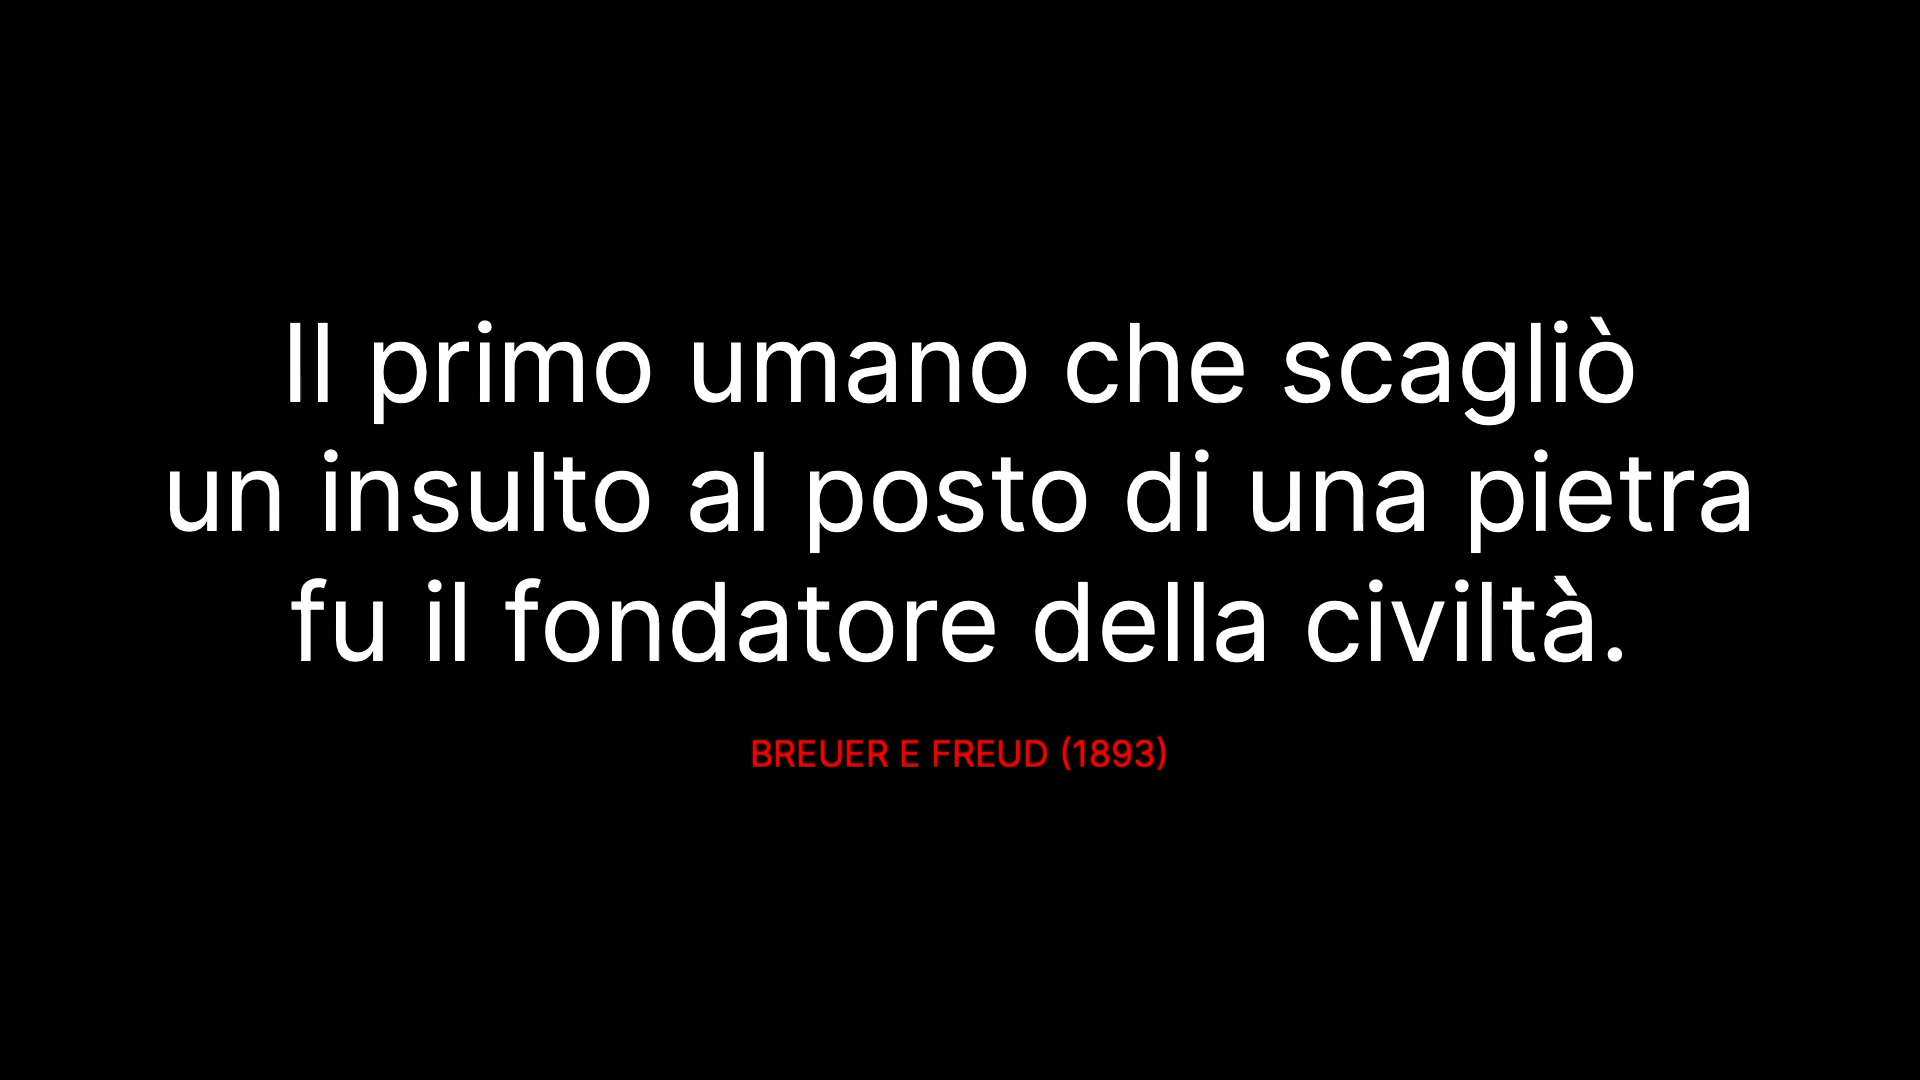 Il primo umano che scagliò
un insulto al posto di una pietra
fu il fondatore della civiltà.
BREUER E FREUD (1893)